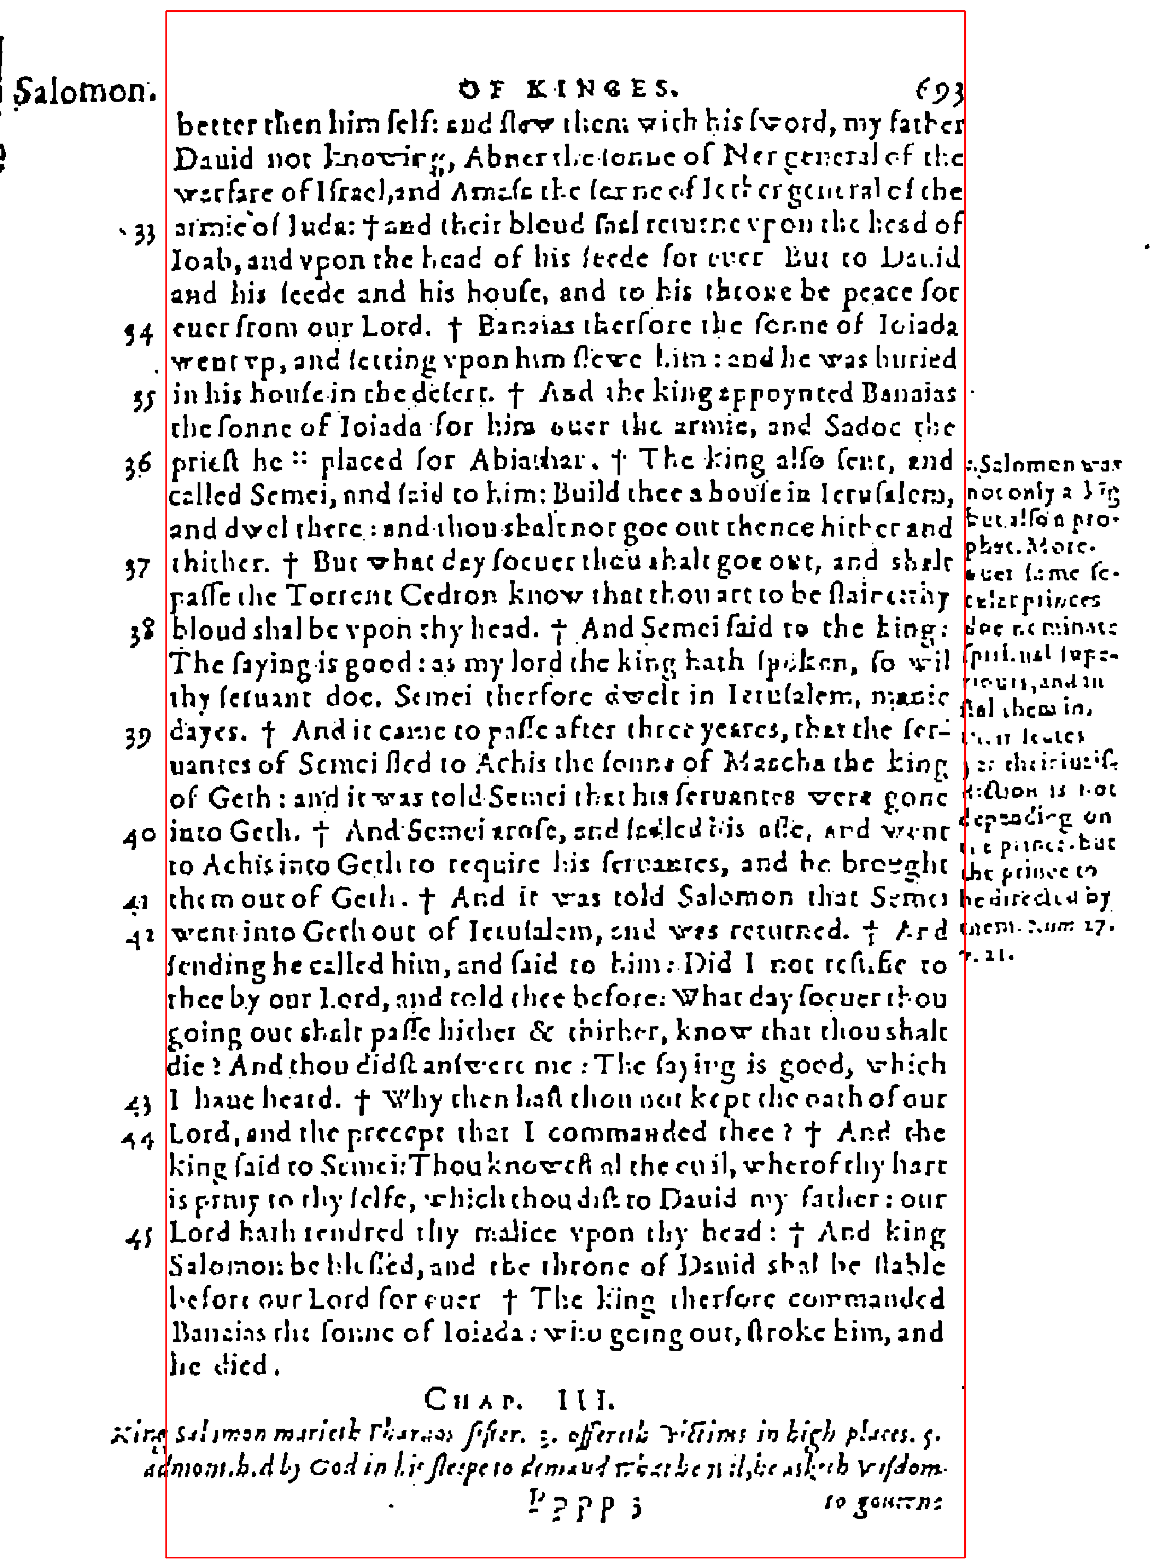 Salomon.
OF KINGES.
693
better then him self: and slew them with his sword, my father
Dauid not knowing, Abner the sonne of Ner general of the
warfare of Israel, and Amasa the sonne of Iether general of the
33 armie of Iuda: † and their bloud shal returne vpon the head of
Ioab, and vpon the head of his seede for euer But to Dauid
and his seede and his house, and to his throne be peace for
34 euer from our Lord. † Banaias therfore the sonne of Ioiada
went vp, and setting vpon him slewe him: and he was buried
35 in his house in the desert. † And the king appoynted Banaias
the sonne of Ioiada for him ouer the armie, and Sadoc the
36 priest he :: placed for Abiathar. † The king also sent, and
called Semei, and said to him: Build thee a house in Ierusalem,
and dwel there: and thou shalt not goe out thence hither and
37 thither. † But what day soeuer thou shalt goe out, and shalt
passe the Torrent Cedron know that thou art to be slaine: thy
38 bloud shal be vpon thy head. † And Semei said to the king:
The saying is good: as my lord the king hath spoken, so wil
thy seruant doe. Semei therfore dwelt in Ierusalem, manie
39 dayes. † And it came to passe after three yeares, that the ser-
uantes of Semei fled to Achis the sonne of Maacha the king
of Geth: and it was told Semei that his seruantes were gone
40 into Geth. † And Semei arose, and sadled his asse, and went
to Achis into Geth to require his seruantes, and he brought
them out of Geth. † And it was told Salomon that Semei
41 went into Geth out of Ierusalem, and was returned. † And
42 sending he called him, and said to him: Did I not testifie to
thee by our Lord, and told thee before: What day soeuer thou
going out shalt passe hither & thither, know that thou shalt
die? And thou didst answere me: The saying is good, which
43 I haue heard. † Why then hast thou not kept the oath of our
44 Lord, and the precept that I commanded thee? † And the
king said to Semei: Thou knowest al the euil, wherof thy hart
is priuy to thy selfe, which thou dist to Dauid my father: our
45 Lord hath rendred thy malice vpon thy head: † And king
Salomon be blessed, and the throne of Dauid shal be stable
before our Lord for euer † The king therfore commanded
Banaias the sonne of Ioiada: who going out, stroke him, and
he died.
:: Salomon was
not only a king
but also a pro-
phet. More-
ouer some se-
cular princes
doe nominate
spiritual supe-
riours, and in
stal them in
their seates
yet their iuris-
diction is not
depending on
the prince. but
the prince to
be directed by
them. Num 27.
v. 21.
CHAP. III.
King Salomon marieth Pharaos sister. 3. offereth victims in high places. 5.
admonished by God in his sleepe to demand what he wil, he asketh wisdom
Pppp 3
to gouerne